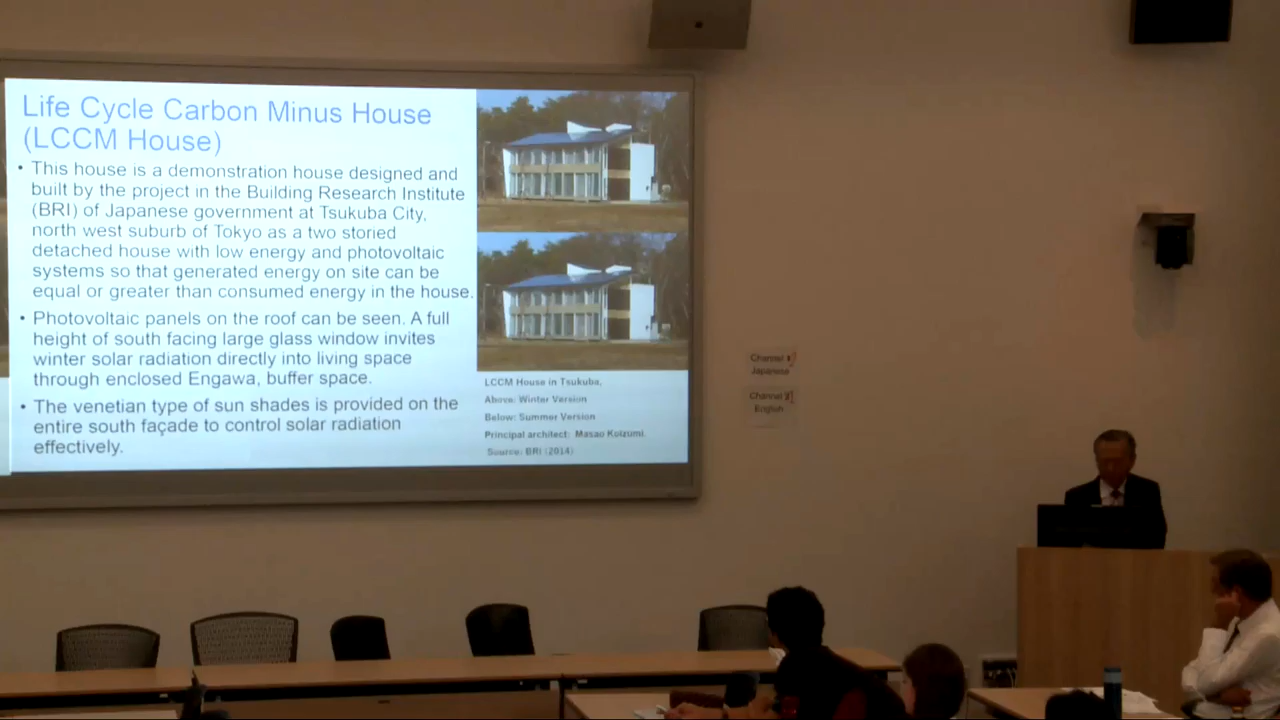 Life Cycle Carbon Minus House
(LCCM House)
• This house is a demonstration house designed and
built by the project in the Building Research Institute
(BRI) of Japanese government at Tsukuba City,
north west suburb of Tokyo as a two storied
detached house with low energy and photovoltaic
systems so that generated energy on site can be
equal or greater than consumed energy in the house.
• Photovoltaic panels on the roof can be seen. A full
height of south facing large glass window invites
winter solar radiation directly into living space
through enclosed Engawa, buffer space.
• The venetian type of sun shades is provided on the
entire south façade to control solar radiation
effectively.
LCCM House in Tsukuba,
Above: Winter Version
Below: Summer Version
Principal architect: Masao Koizumi
Source: BRI (2014)
Channel
Japanese
Channel
English